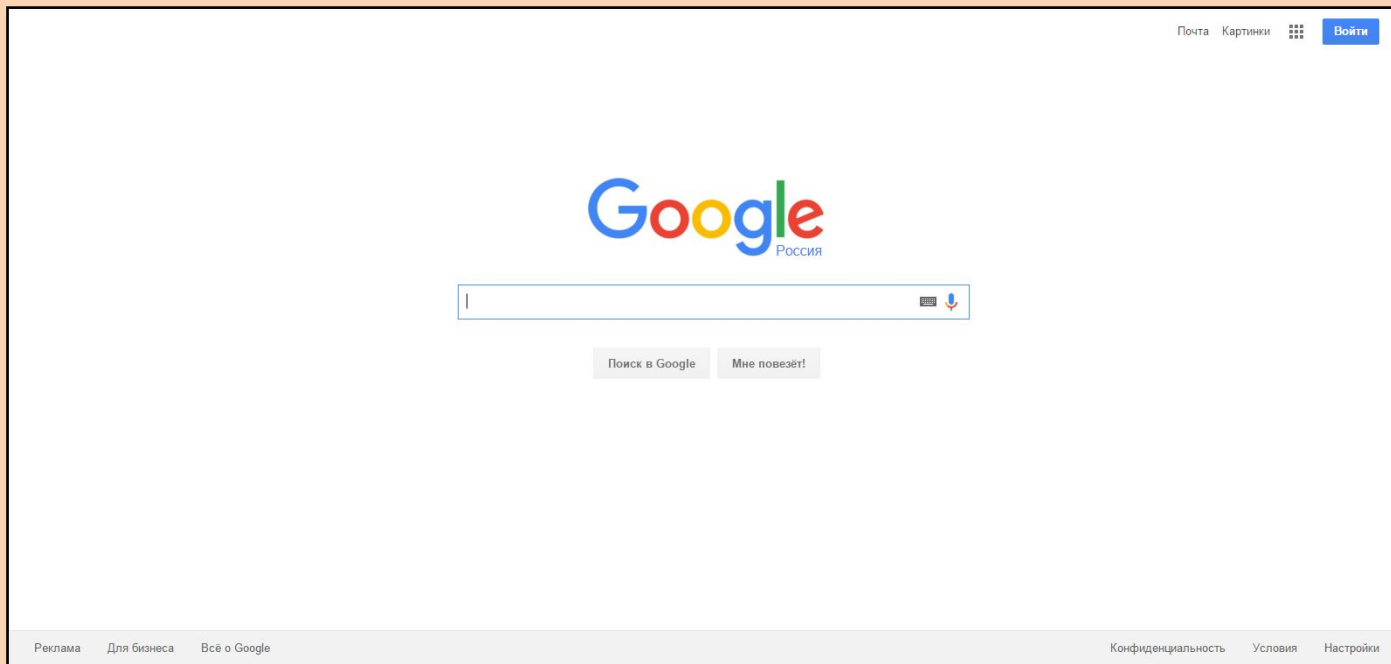 Почта Картинки Войти
Google
Россия
Поиск в Google Мне повезёт!
Реклама Для бизнеса Всё о Google Конфиденциальность Условия Настройки